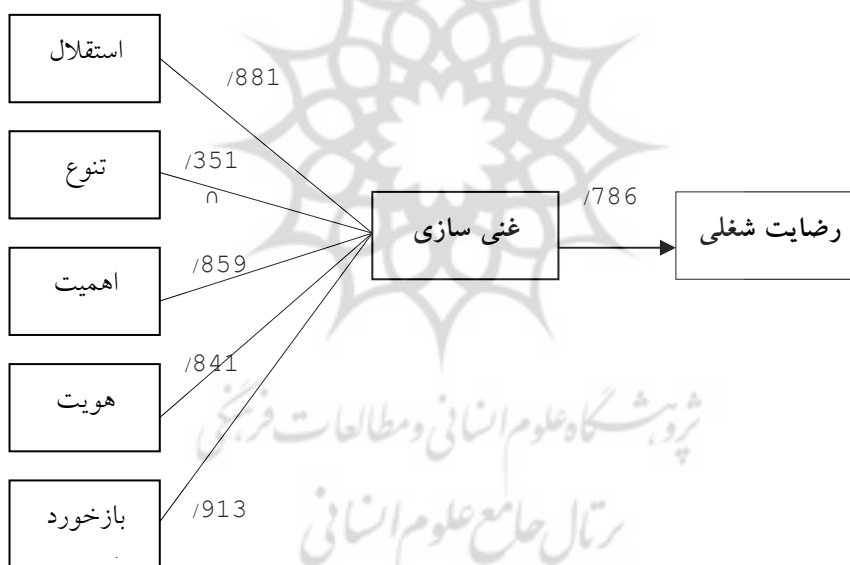 استقلال
/881
تنوع
/351
∩
اهمیت
/859
هویت
/841
بازخورد
/913
غنی سازی
/786
رضایت شغلی
پژوهشگاه علوم انسانی و مطالعات فرهنگی
پرتال جامع علوم انسانی